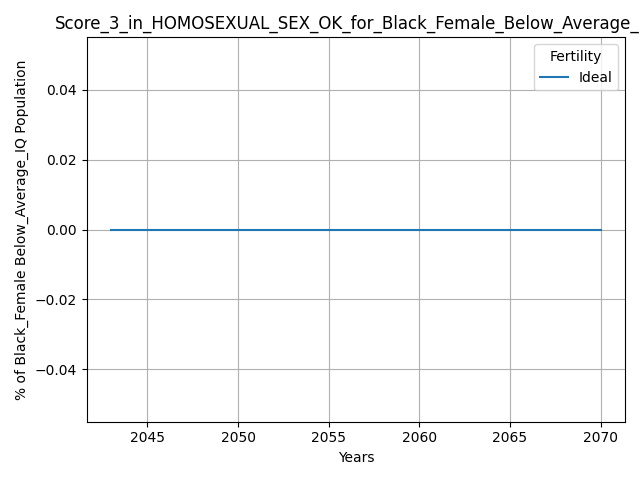 Score_3_in_HOMOSEXUAL_SEX_OK_for_Black_Female_Below_Average_
Fertility
Ideal
% of Black_Female Below_Average_IQ Population
0.04
0.02
0.00
−0.02
−0.04
2045 2050 2055 2060 2065 2070
Years